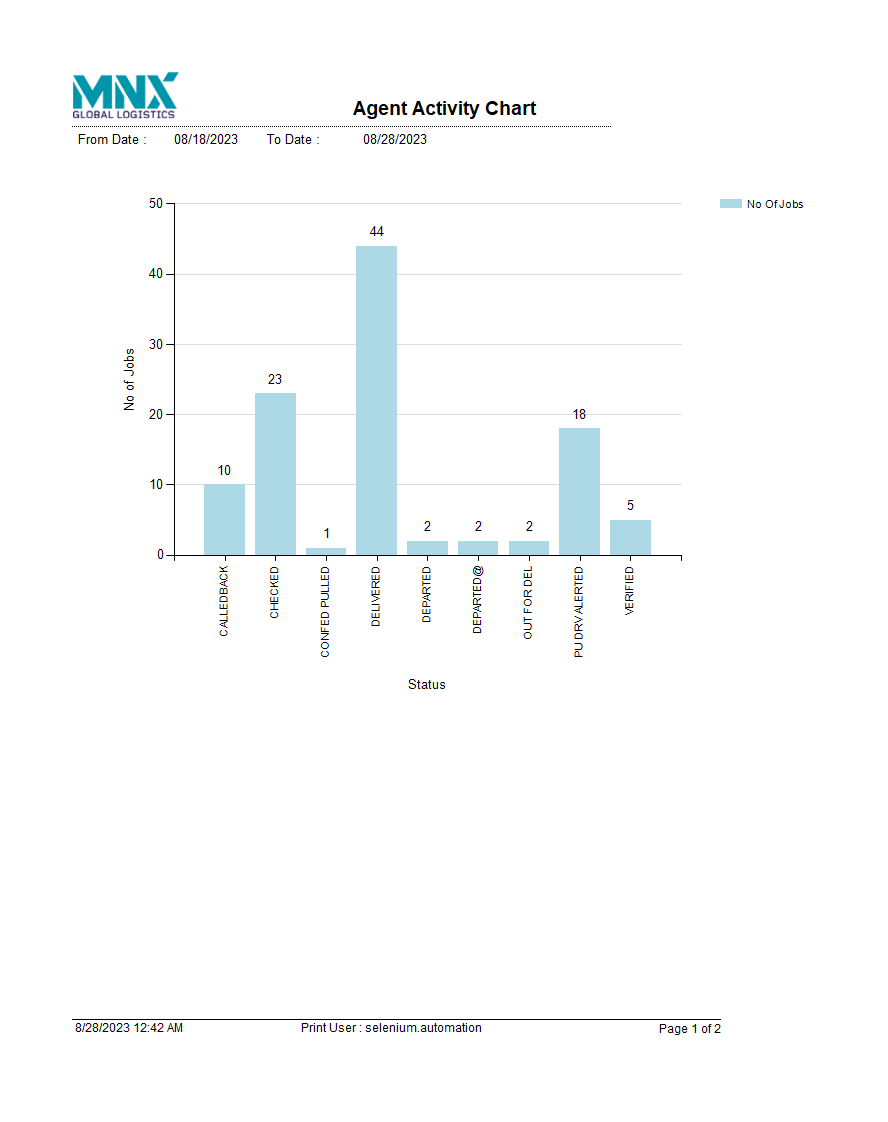 MNX
GLOBAL LOGISTICS
Agent Activity Chart
From Date : 08/18/2023 To Date : 08/28/2023
No Of Jobs
50
40
30
20
10
0
No of Jobs
10
23
1
44
2
2
2
18
5
CALLEDBACK
CHECKED
CONFED PULLED
DELIVERED
DEPARTED
DEPARTED@
OUT FOR DEL
PU DRV ALERTED
VERIFIED
Status
8/28/2023 12:42 AM Print User : selenium.automation Page 1 of 2